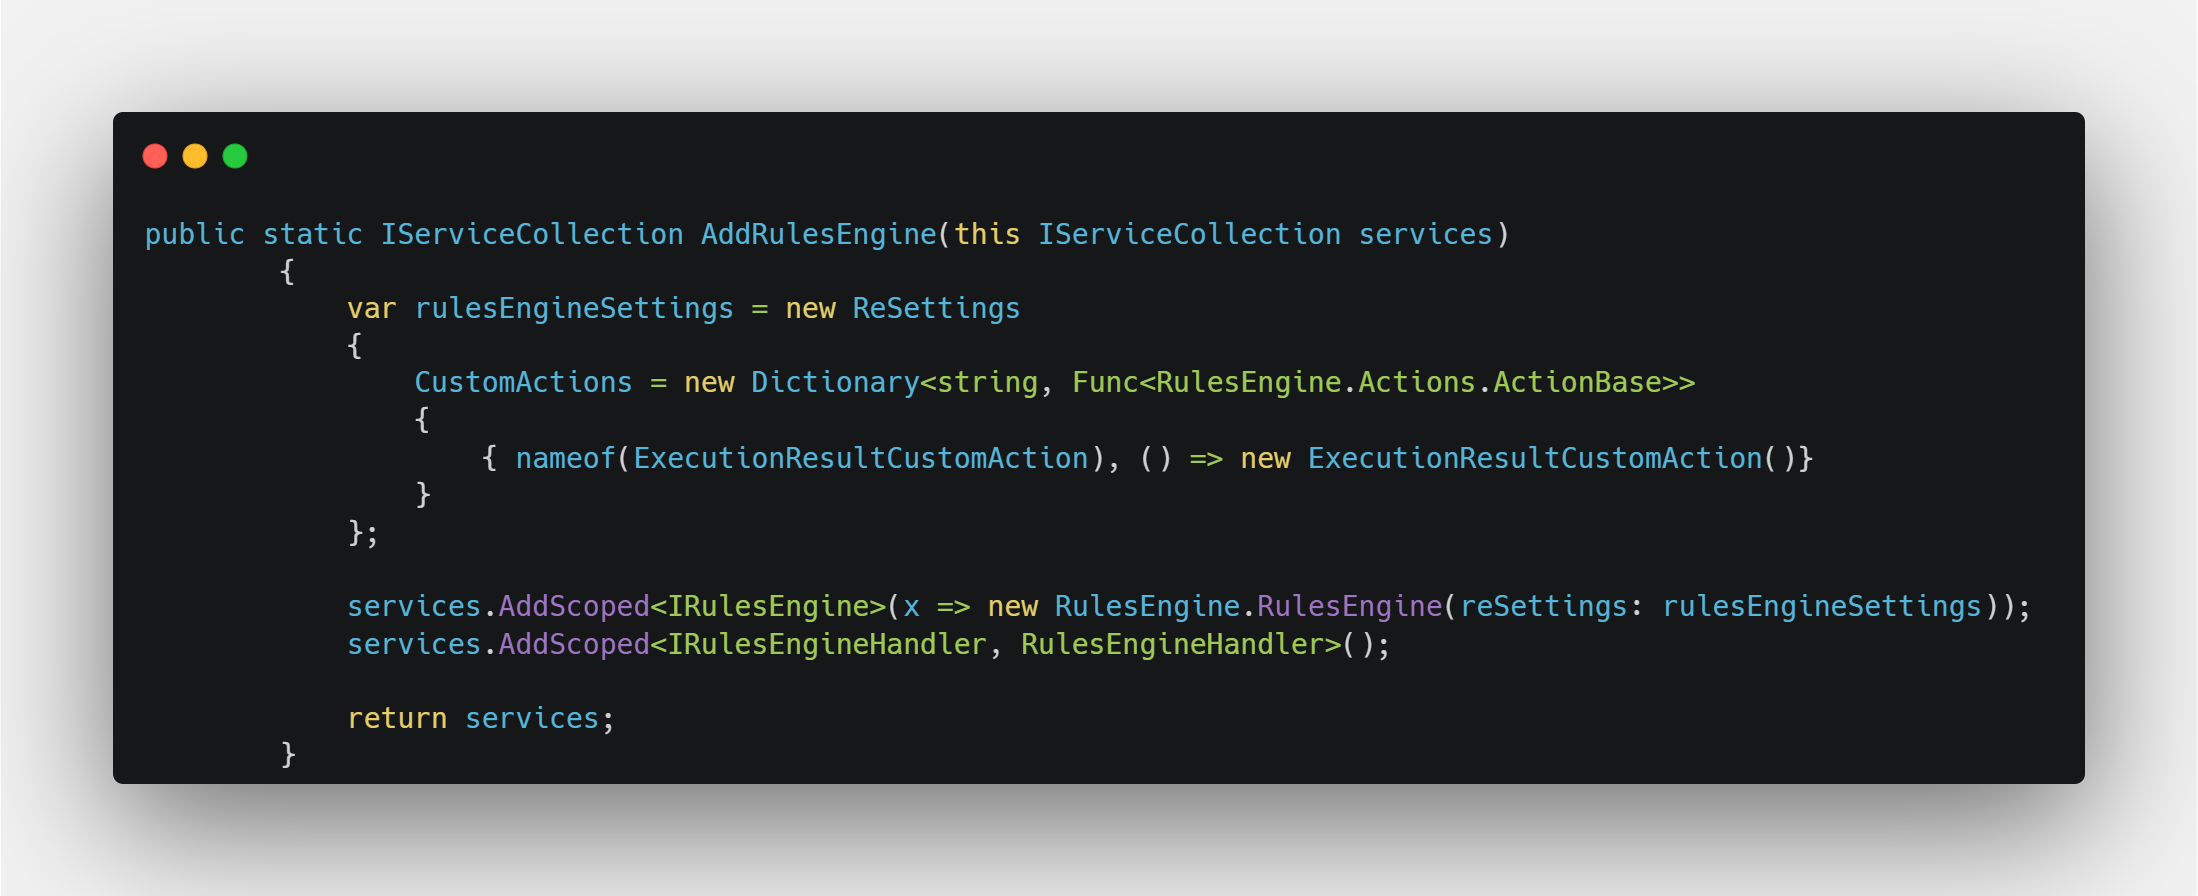 public static IServiceCollection AddRulesEngine(this IServiceCollection services)
        {
            var rulesEngineSettings = new ReSettings
            {
                CustomActions = new Dictionary<string, Func<RulesEngine.Actions.ActionBase>>
                {
                    { nameof(ExecutionResultCustomAction), () => new ExecutionResultCustomAction()}
                }
            };

            services.AddScoped<IRulesEngine>(x => new RulesEngine.RulesEngine(reSettings: rulesEngineSettings));
            services.AddScoped<IRulesEngineHandler, RulesEngineHandler>();

            return services;
        }